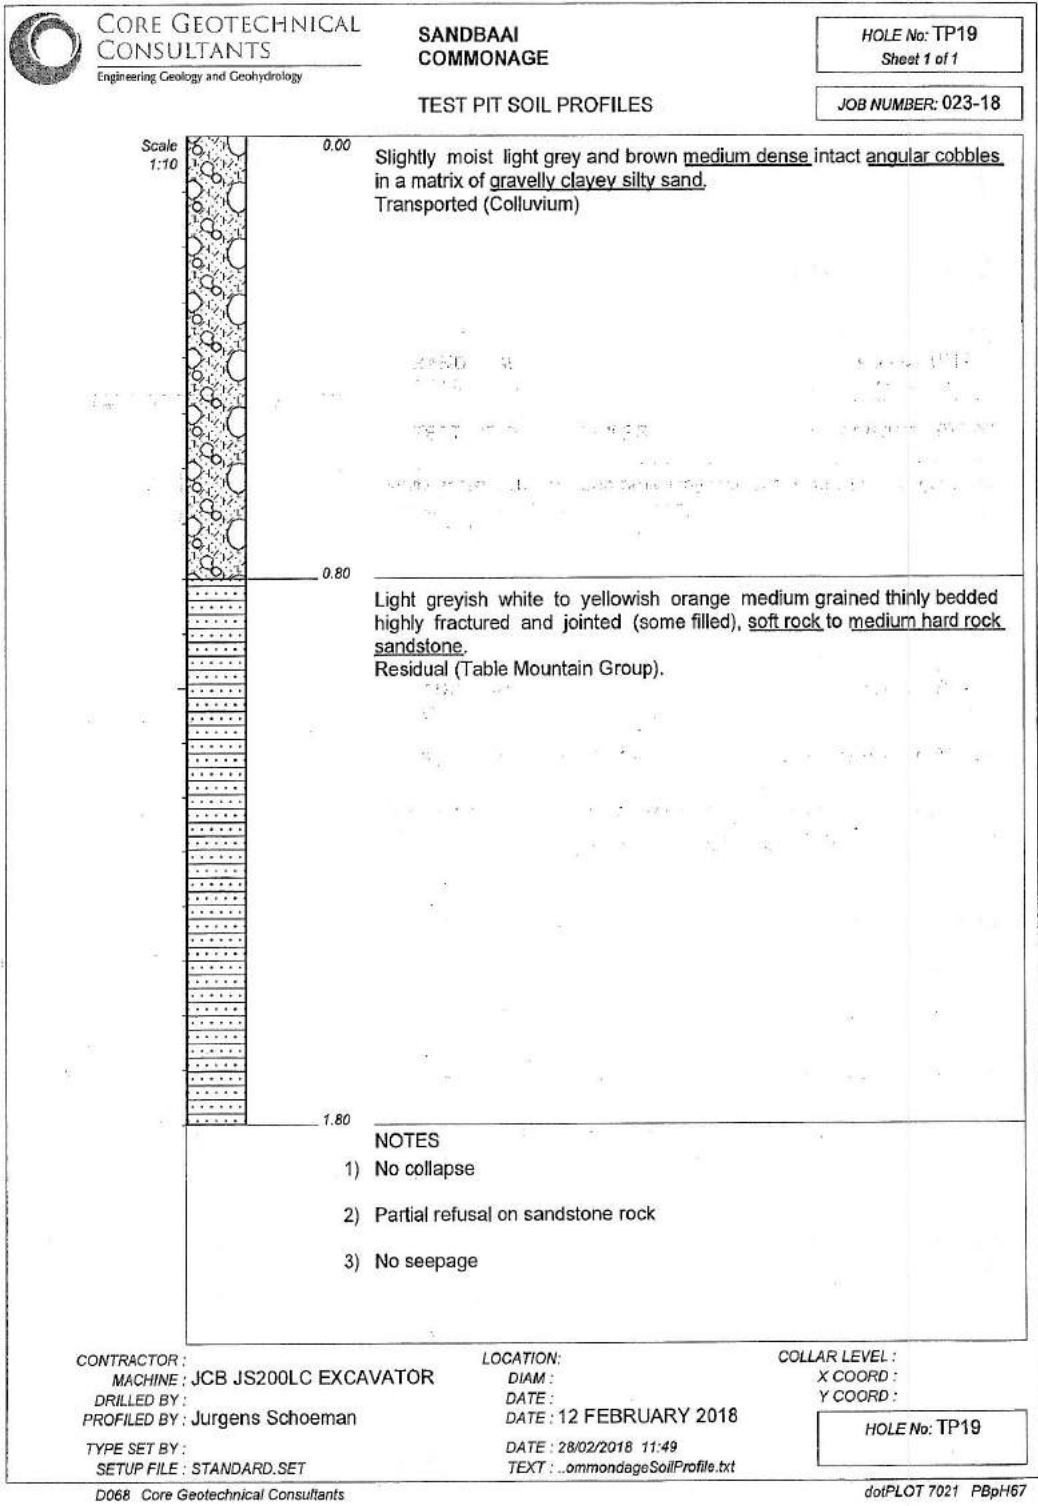 CORE GEOTECHNICAL
CONSULTANTS
Engineering Geology and Geohydrology
SANDBAAI
COMMONAGE
TEST PIT SOIL PROFILES
HOLE No: TP19
Sheet 1 of 1
JOB NUMBER: 023-18
Scale
1:10
0.00
Slightly moist light grey and brown medium dense intact angular cobbles
in a matrix of gravelly clayey silty sand.
Transported (Colluvium)
0.80
Light greyish white to yellowish orange medium grained thinly bedded
highly fractured and jointed (some filled), soft rock to medium hard rock
sandstone.
Residual (Table Mountain Group).
1.80
NOTES
1) No collapse
2) Partial refusal on sandstone rock
3) No seepage
CONTRACTOR :
MACHINE : JCB JS200LC EXCAVATOR
DRILLED BY :
PROFILED BY : Jurgens Schoeman
TYPE SET BY :
SETUP FILE : STANDARD.SET
LOCATION:
DIAM :
DATE :
DATE : 12 FEBRUARY 2018
DATE : 28/02/2018 11:49
TEXT : ..ommondageSoilProfile.txt
COLLAR LEVEL :
X COORD :
Y COORD :
HOLE No: TP19
D068 Core Geotechnical Consultants
dotPLOT 7021 PBpH67